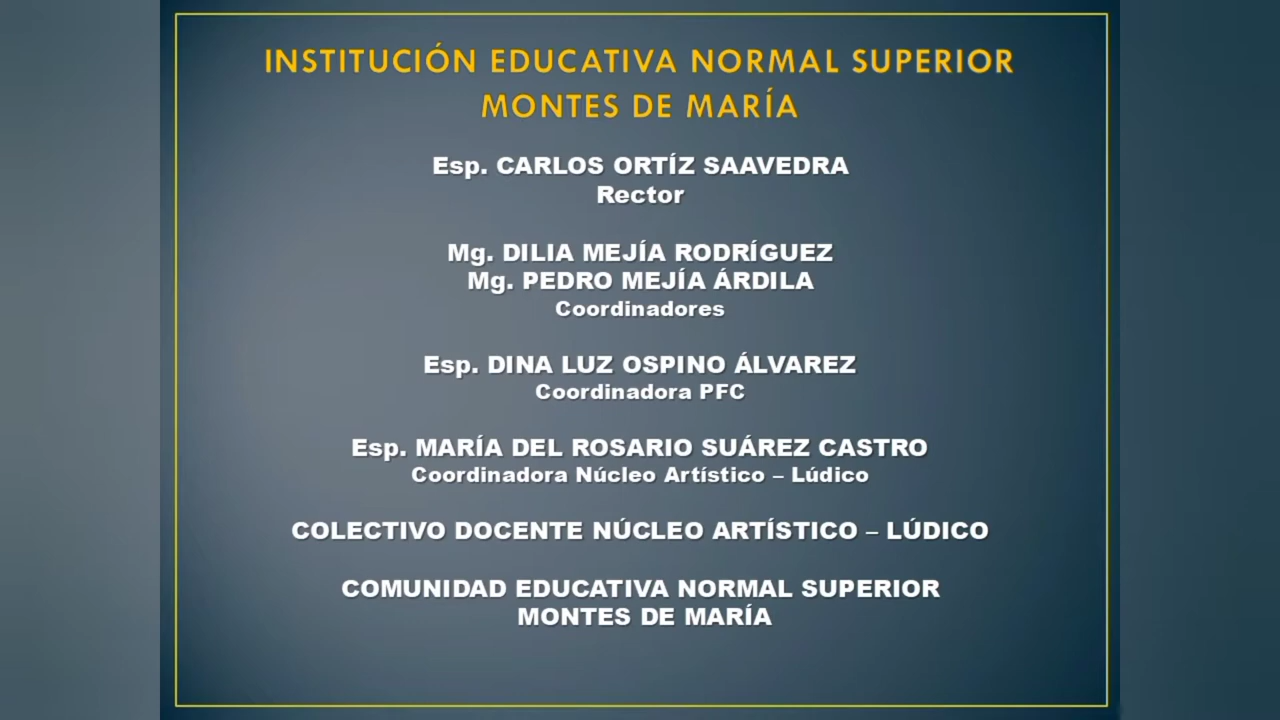 INSTITUCIÓN EDUCATIVA NORMAL SUPERIOR
MONTES DE MARÍA
Esp. CARLOS ORTÍZ SAAVEDRA
Rector
Mg. DILIA MEJÍA RODRÍGUEZ
Mg. PEDRO MEJÍA ÁRDILA
Coordinadores
Esp. DINA LUZ OSPINO ÁLVAREZ
Coordinadora PFC
Esp. MARÍA DEL ROSARIO SUÁREZ CASTRO
Coordinadora Núcleo Artístico – Lúdico
COLECTIVO DOCENTE NÚCLEO ARTÍSTICO – LÚDICO
COMUNIDAD EDUCATIVA NORMAL SUPERIOR
MONTES DE MARÍA